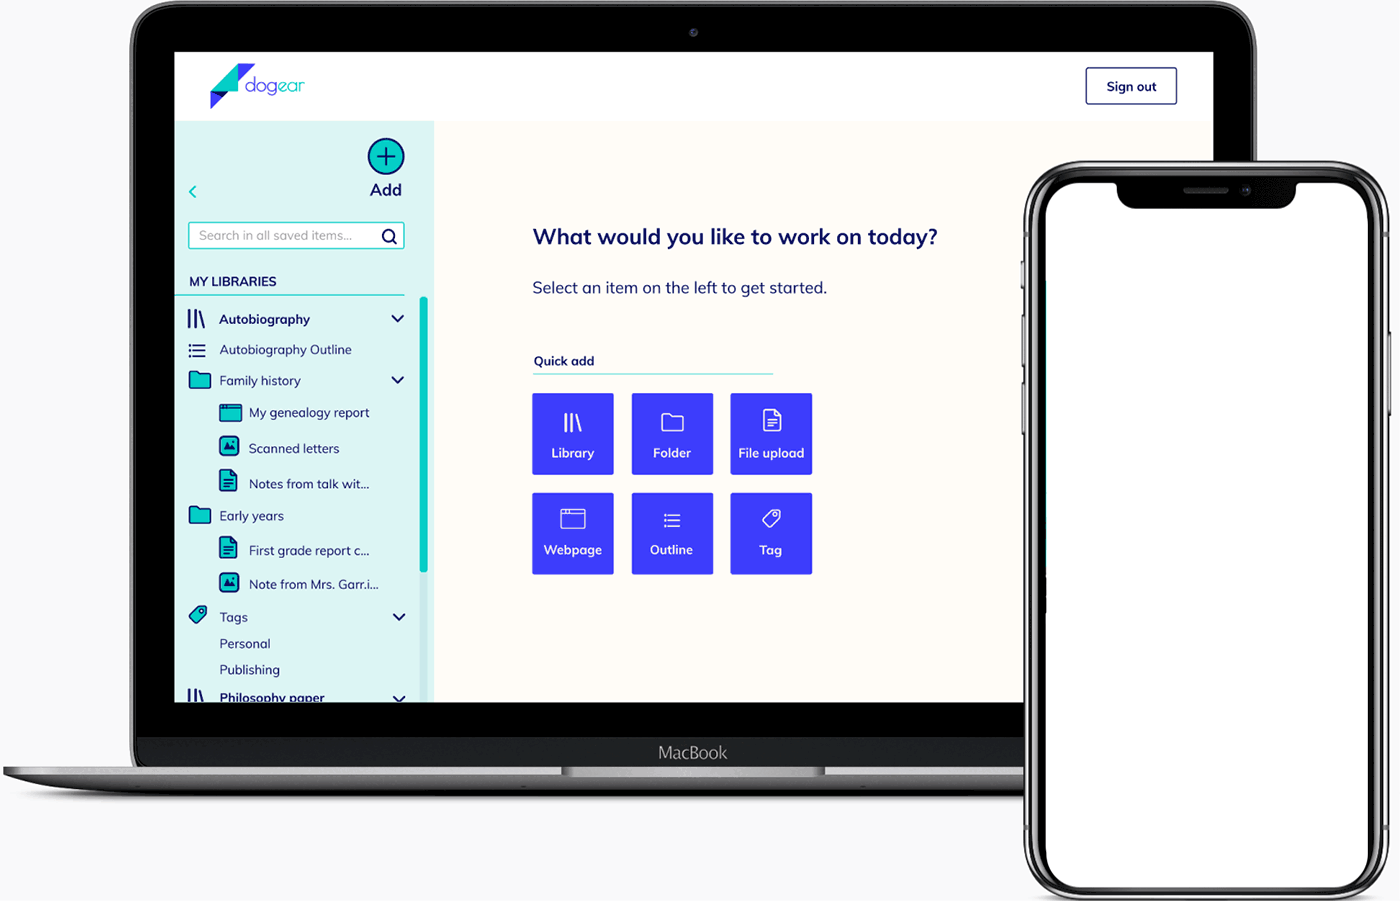 dogear
Sign out
Add
Search in all saved items...
MY LIBRARIES
Autobiography
Autobiography Outline
Family history
My genealogy report
Scanned letters
Notes from talk wit...
Early years
First grade report c...
Note from Mrs. Garr.i...
Tags
Personal
Publishing
Philosophy paper
What would you like to work on today?
Select an item on the left to get started.
Quick add
Library
Folder
File upload
Webpage
Outline
Tag
MacBook